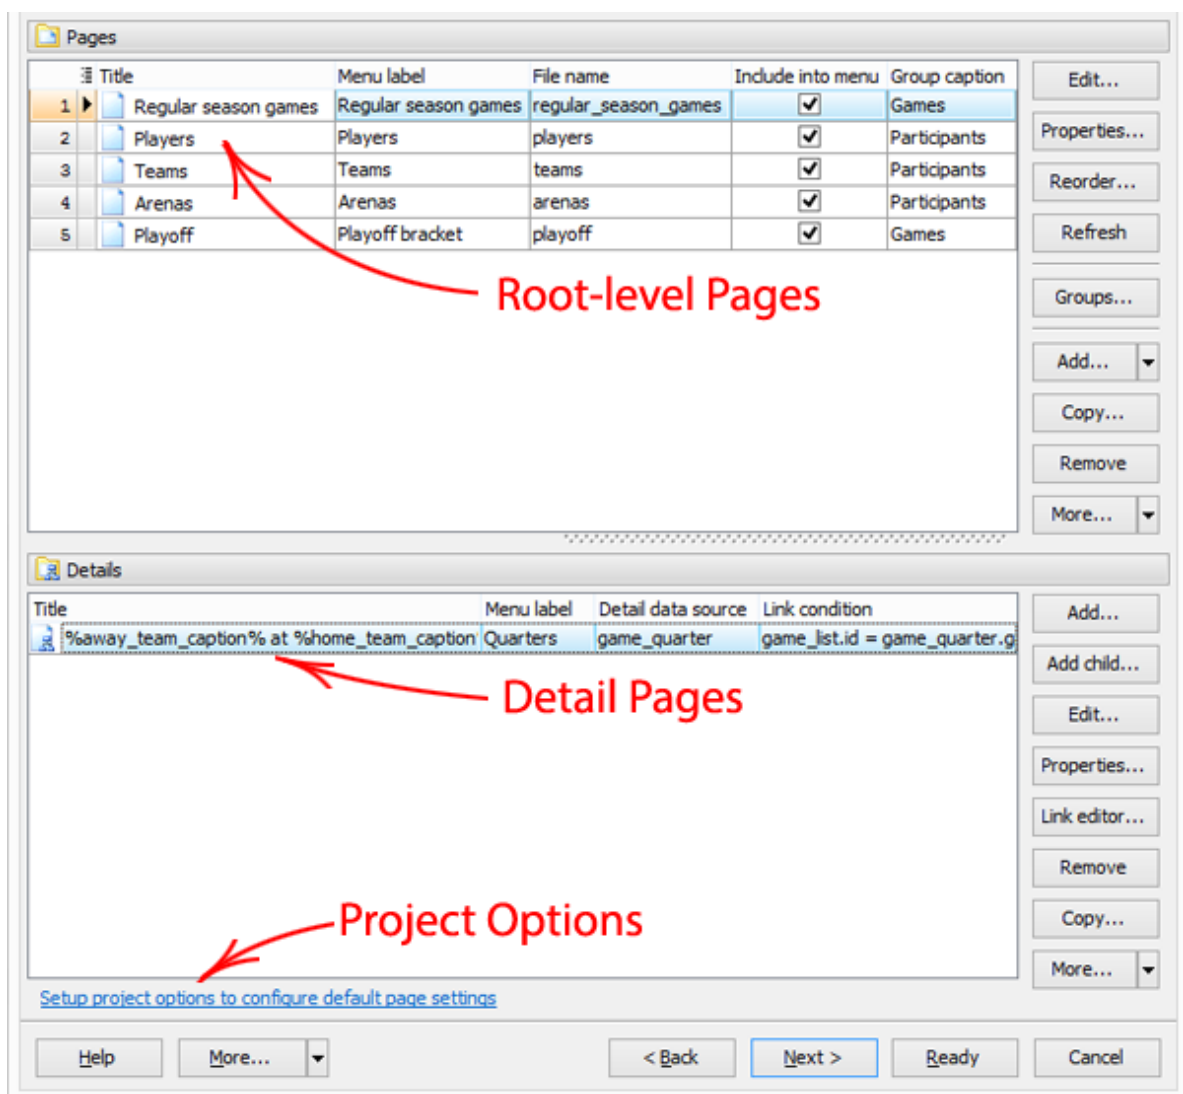 Pages
Title Menu label File name Include into menu Group caption
1 Regular season games Regular season games regular_season_games Games
2 Players Players players Participants
3 Teams Teams teams Participants
4 Arenas Arenas arenas Participants
5 Playoff Playoff bracket playoff Games
Edit...
Properties...
Reorder...
Refresh
Groups...
Add...
Copy...
Remove
More...
Root-level Pages
Details
Title Menu label Detail data source Link condition
%away_team_caption% at %home_team_caption Quarters game_quarter game_list.id = game_quarter.g
Add...
Add child...
Edit...
Properties...
Link editor...
Remove
Copy...
More...
Detail Pages
Project Options
Setup project options to configure default page settings
Help More... < Back Next > Ready Cancel